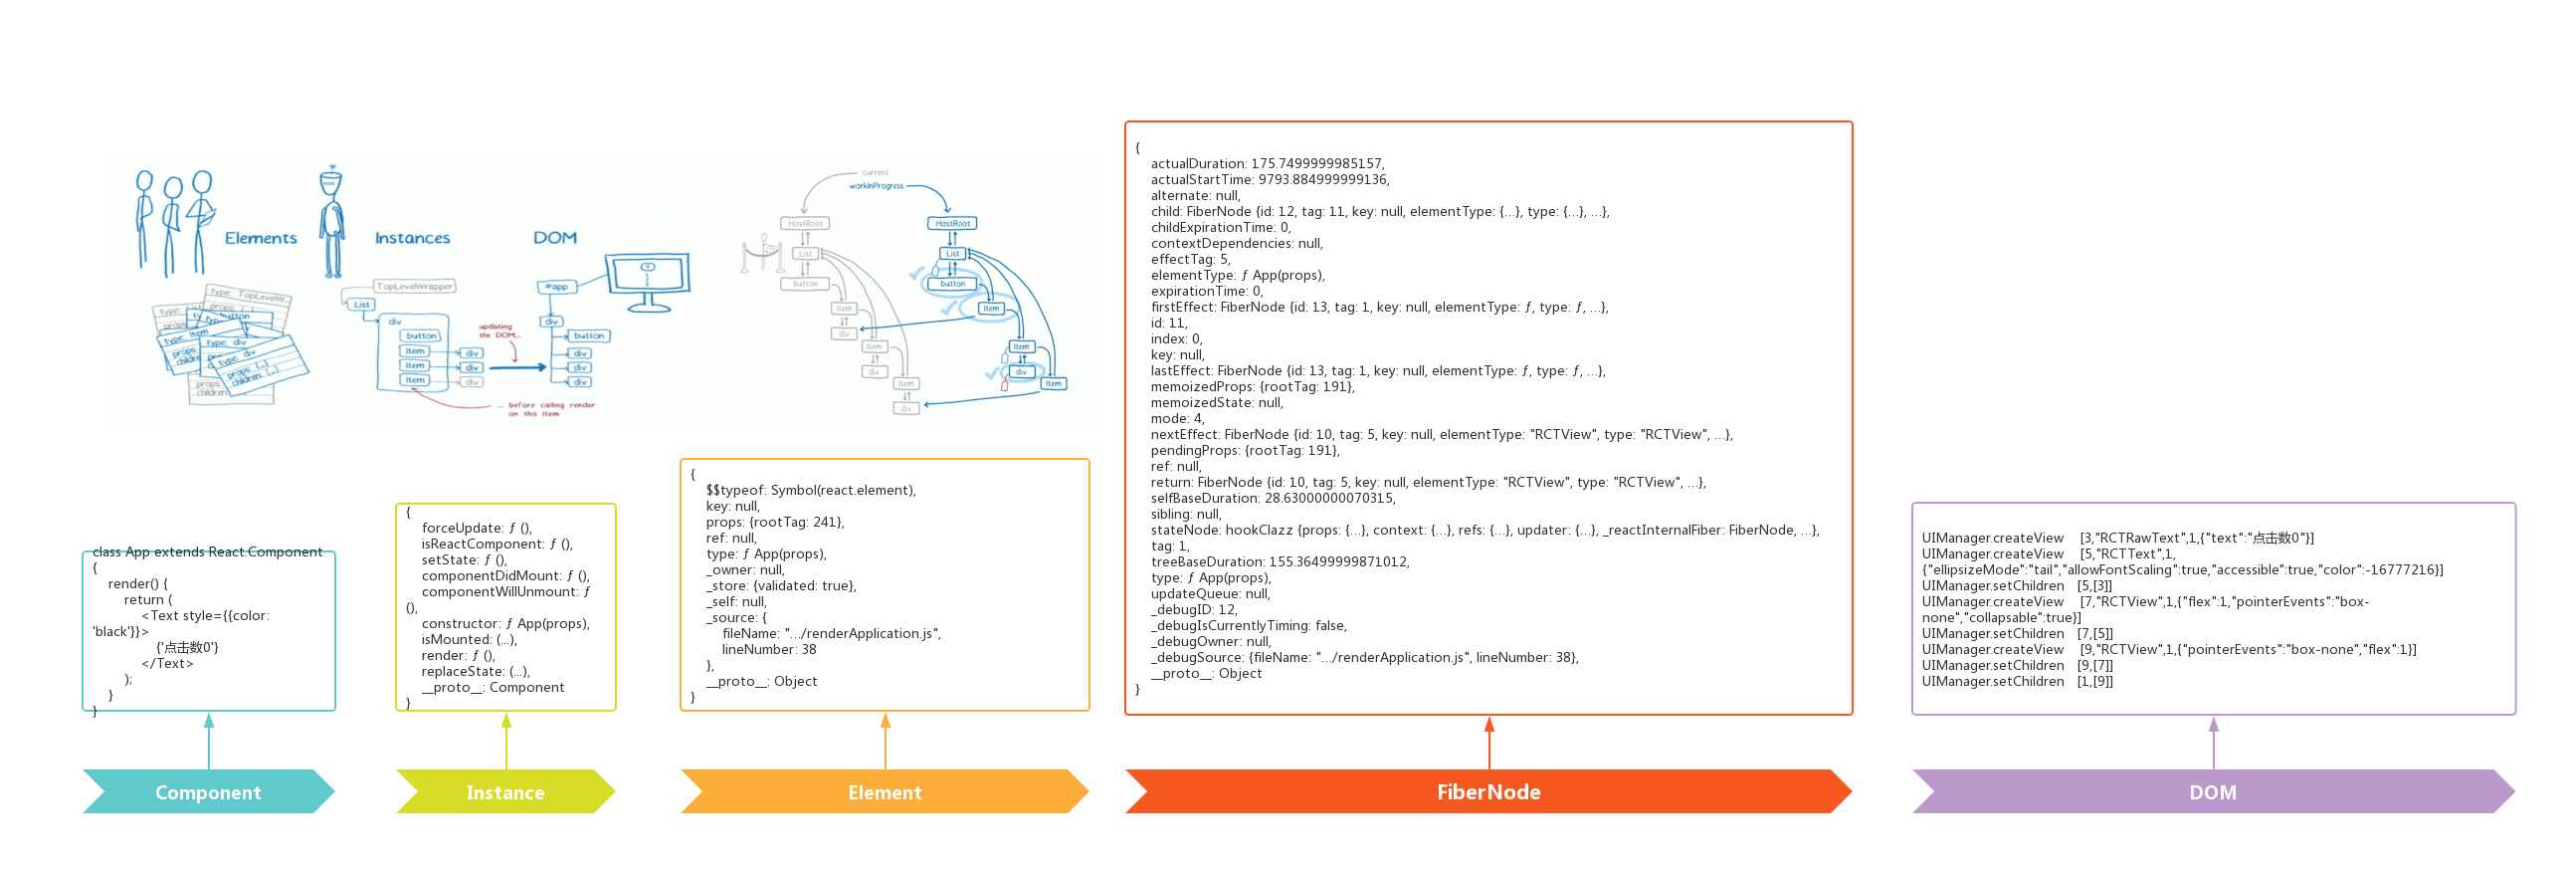 Elements
Instances
DOM
type: TopLevelW...
props: {
type:
List
type: button
props:
type: Item
type: div
props:
type: div
props: {...}
children: {...}
props:
children
TopLevelWrapper
List
div
button
Item
Item
Item
div
div
div
updating
the DOM...
... before calling render
on this Item
#app
div
button
div
div
div
current
workInProgress
HostRoot
List
button
Item
div
Item
div
Item
div
HostRoot
List
button
Item
Item
div
Item
class App extends React.Component
{
    render() {
        return (
            <Text style={{color:
'black'}}>
                {'点击数0'}
            </Text>
        );
    }
}
{
    forceUpdate: ƒ (),
    isReactComponent: ƒ (),
    setState: ƒ (),
    componentDidMount: ƒ (),
    componentWillUnmount: ƒ
(),
    constructor: ƒ App(props),
    isMounted: (...),
    render: ƒ (),
    replaceState: (...),
    __proto__: Component
}
{
    $$typeof: Symbol(react.element),
    key: null,
    props: {rootTag: 241},
    ref: null,
    type: ƒ App(props),
    _owner: null,
    _store: {validated: true},
    _self: null,
    _source: {
        fileName: ".../renderApplication.js",
        lineNumber: 38
    },
    __proto__: Object
}
{
    actualDuration: 175.7499999985157,
    actualStartTime: 9793.884999999136,
    alternate: null,
    child: FiberNode {id: 12, tag: 11, key: null, elementType: {…}, type: {…}, …},
    childExpirationTime: 0,
    contextDependencies: null,
    effectTag: 5,
    elementType: ƒ App(props),
    expirationTime: 0,
    firstEffect: FiberNode {id: 13, tag: 1, key: null, elementType: ƒ, type: ƒ, …},
    id: 11,
    index: 0,
    key: null,
    lastEffect: FiberNode {id: 13, tag: 1, key: null, elementType: ƒ, type: ƒ, …},
    memoizedProps: {rootTag: 191},
    memoizedState: null,
    mode: 4,
    nextEffect: FiberNode {id: 10, tag: 5, key: null, elementType: "RCTView", type: "RCTView", …},
    pendingProps: {rootTag: 191},
    ref: null,
    return: FiberNode {id: 10, tag: 5, key: null, elementType: "RCTView", type: "RCTView", …},
    selfBaseDuration: 28.63000000070315,
    sibling: null,
    stateNode: hookClazz {props: {…}, context: {…}, refs: {…}, updater: {…}, _reactInternalFiber: FiberNode, …},
    tag: 1,
    treeBaseDuration: 155.36499999871012,
    type: ƒ App(props),
    updateQueue: null,
    _debugID: 12,
    _debugIsCurrentlyTiming: false,
    _debugOwner: null,
    _debugSource: {fileName: ".../renderApplication.js", lineNumber: 38},
    __proto__: Object
}
UIManager.createView    [3,"RCTRawText",1,{"text":"点击数0"}]
UIManager.createView    [5,"RCTText",1,
{"ellipsizeMode":"tail","allowFontScaling":true,"accessible":true,"color":-16777216}]
UIManager.setChildren    [5,[3]]
UIManager.createView    [7,"RCTView",1,{"flex":1,"pointerEvents":"box-
none","collapsable":true}]
UIManager.setChildren    [7,[5]]
UIManager.createView    [9,"RCTView",1,{"pointerEvents":"box-none","flex":1}]
UIManager.setChildren    [9,[7]]
UIManager.setChildren    [1,[9]]
Component
Instance
Element
FiberNode
DOM